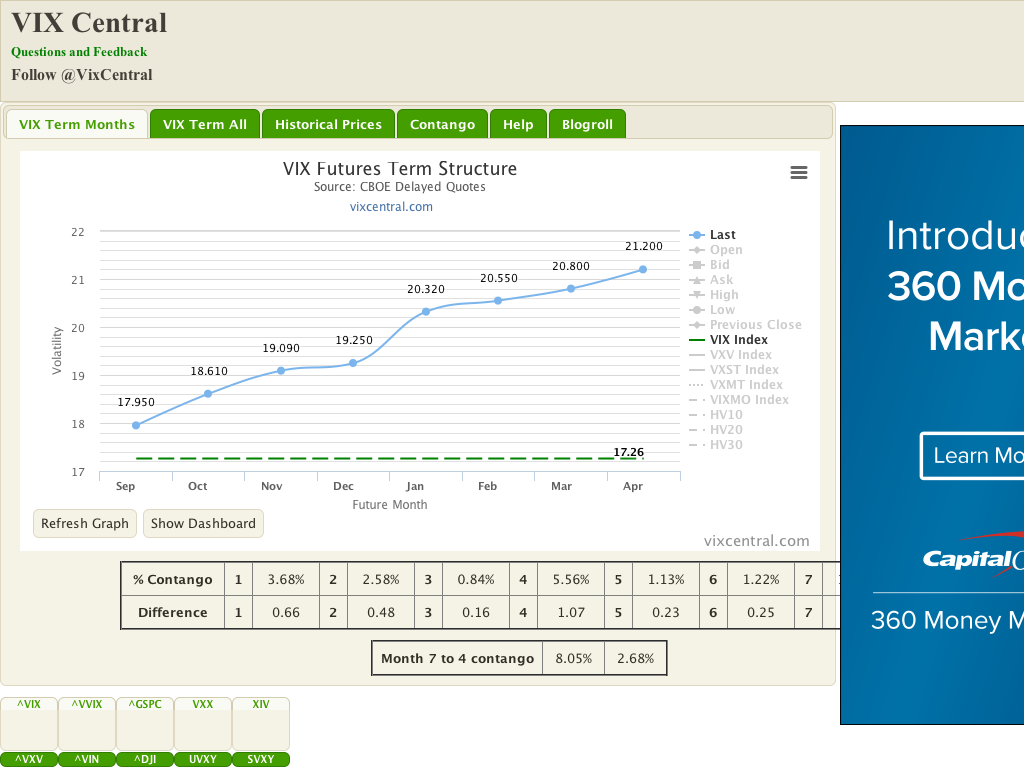 VIX Central
Questions and Feedback
Follow @VixCentral
VIX Term Months
VIX Term All
Historical Prices
Contango
Help
Blogroll
VIX Futures Term Structure
Source: CBOE Delayed Quotes
vixcentral.com
Volatility
22
21
20
19
18
17
17.950
18.610
19.090
19.250
20.320
20.550
20.800
21.200
17.26
Sep Oct Nov Dec Jan Feb Mar Apr
Future Month
Last
Open
Bid
Ask
High
Low
Previous Close
VIX Index
VXV Index
VXST Index
VXMT Index
VIXMO Index
HV10
HV20
HV30
Refresh Graph
Show Dashboard
vixcentral.com
% Contango 1 3.68% 2 2.58% 3 0.84% 4 5.56% 5 1.13% 6 1.22% 7
Difference 1 0.66 2 0.48 3 0.16 4 1.07 5 0.23 6 0.25 7
Month 7 to 4 contango 8.05% 2.68%
^VIX ^VVIX ^GSPC VXX XIV
^VXV ^VIN ^DJI UVXY SVXY
Introdu
360 Mo
Mark
Learn Mo
Capital
360 Money M